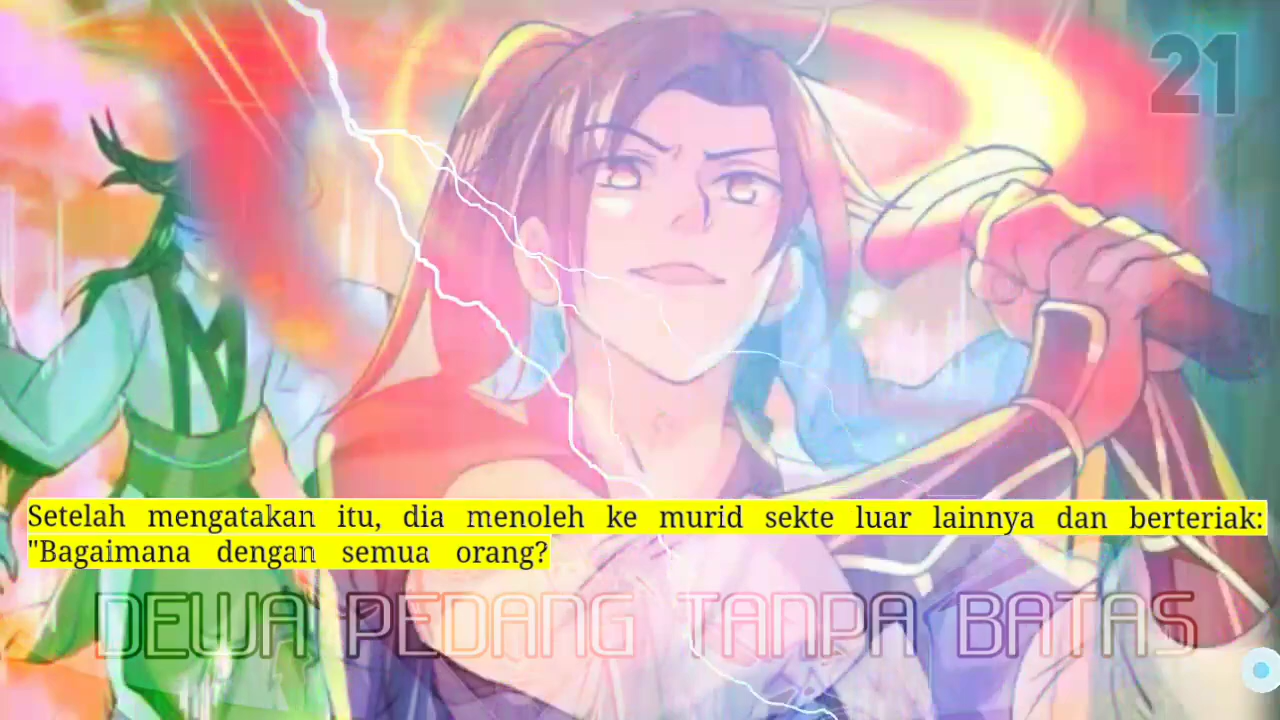 21
Setelah mengatakan itu, dia menoleh ke murid sekte luar lainnya dan berteriak:
"Bagaimana dengan semua orang?
DEWA PEDANG TANPA BATAS